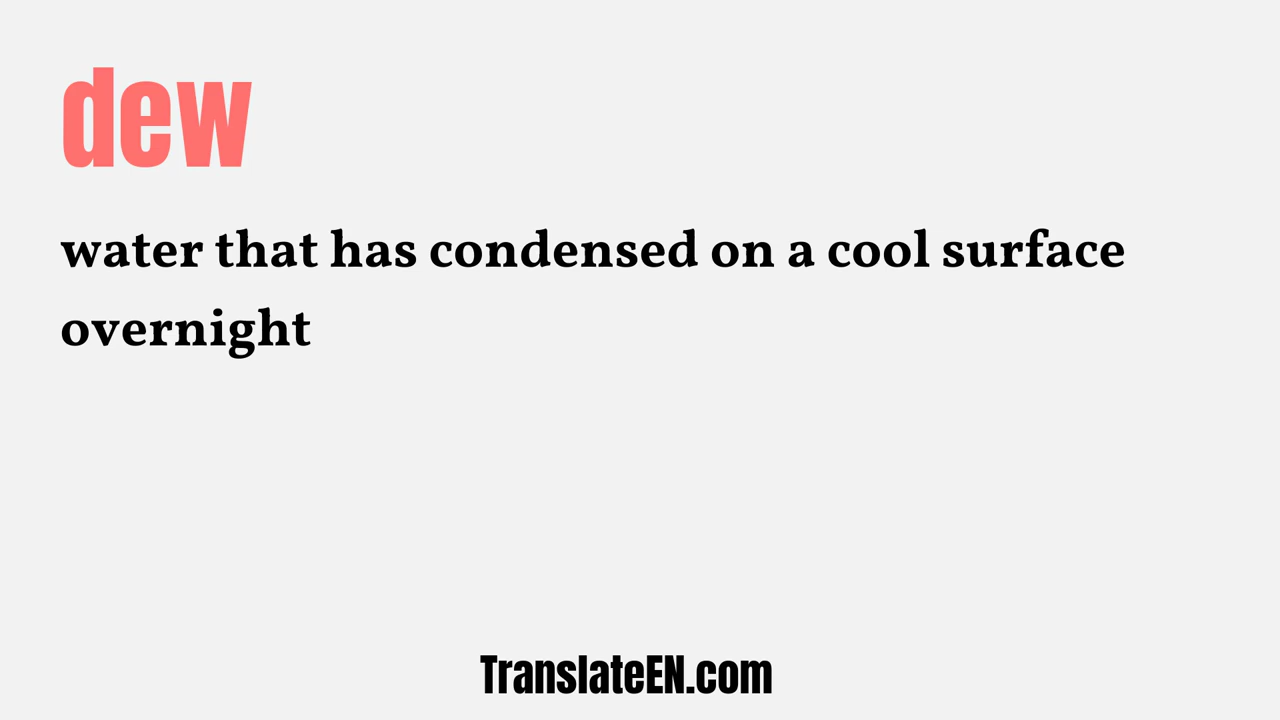 dew
water that has condensed on a cool surface
overnight
TranslateEN.com